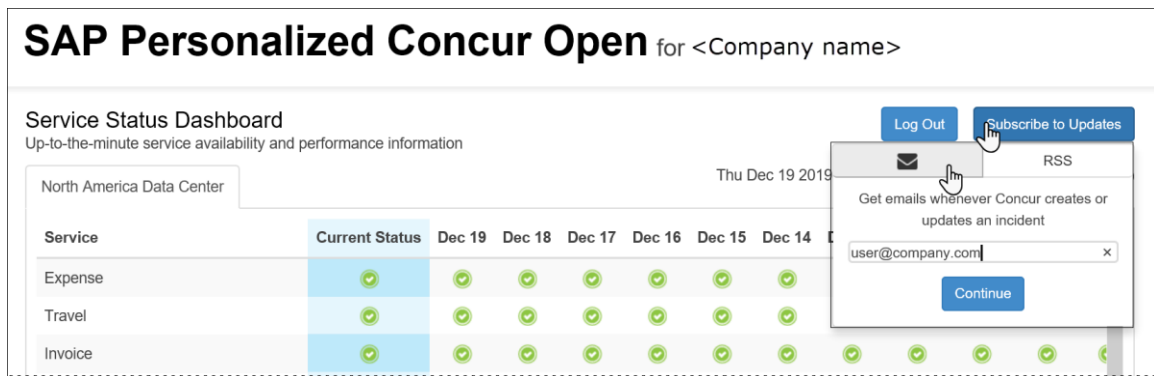 SAP Personalized Concur Open for <Company name>
Service Status Dashboard
Up-to-the-minute service availability and performance information
Log Out
Subscribe to Updates
RSS
North America Data Center
Thu Dec 19 2019
Get emails whenever Concur creates or
updates an incident
user@company.com ×
Continue
Service Current Status Dec 19 Dec 18 Dec 17 Dec 16 Dec 15 Dec 14
Expense
Travel
Invoice